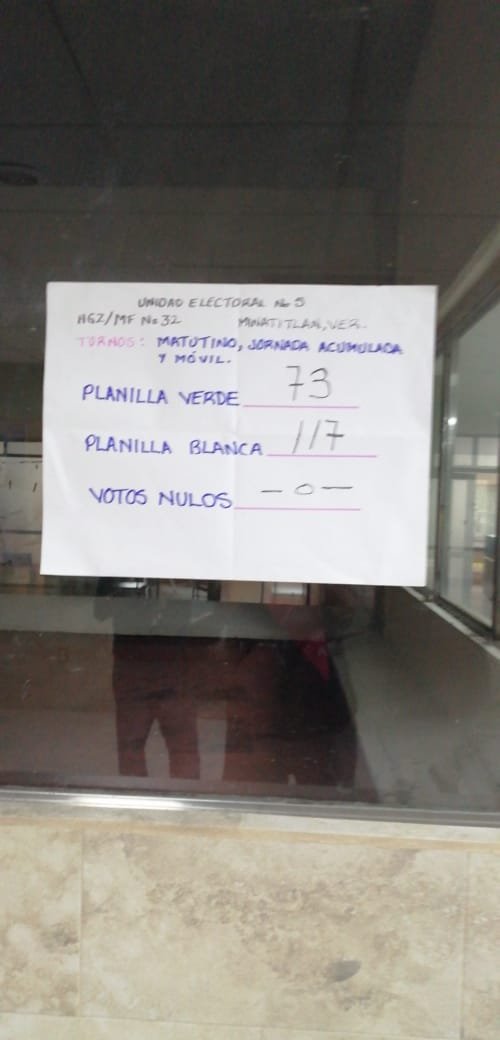 UNIDAD ELECTORAL No 5
HGZ/MF No 32 MINATITLAN, VER.
TURNOS: MATUTINO, JORNADA ACUMULADA
Y MÓVIL.
PLANILLA VERDE 73
PLANILLA BLANCA 117
VOTOS NULOS - 0 -